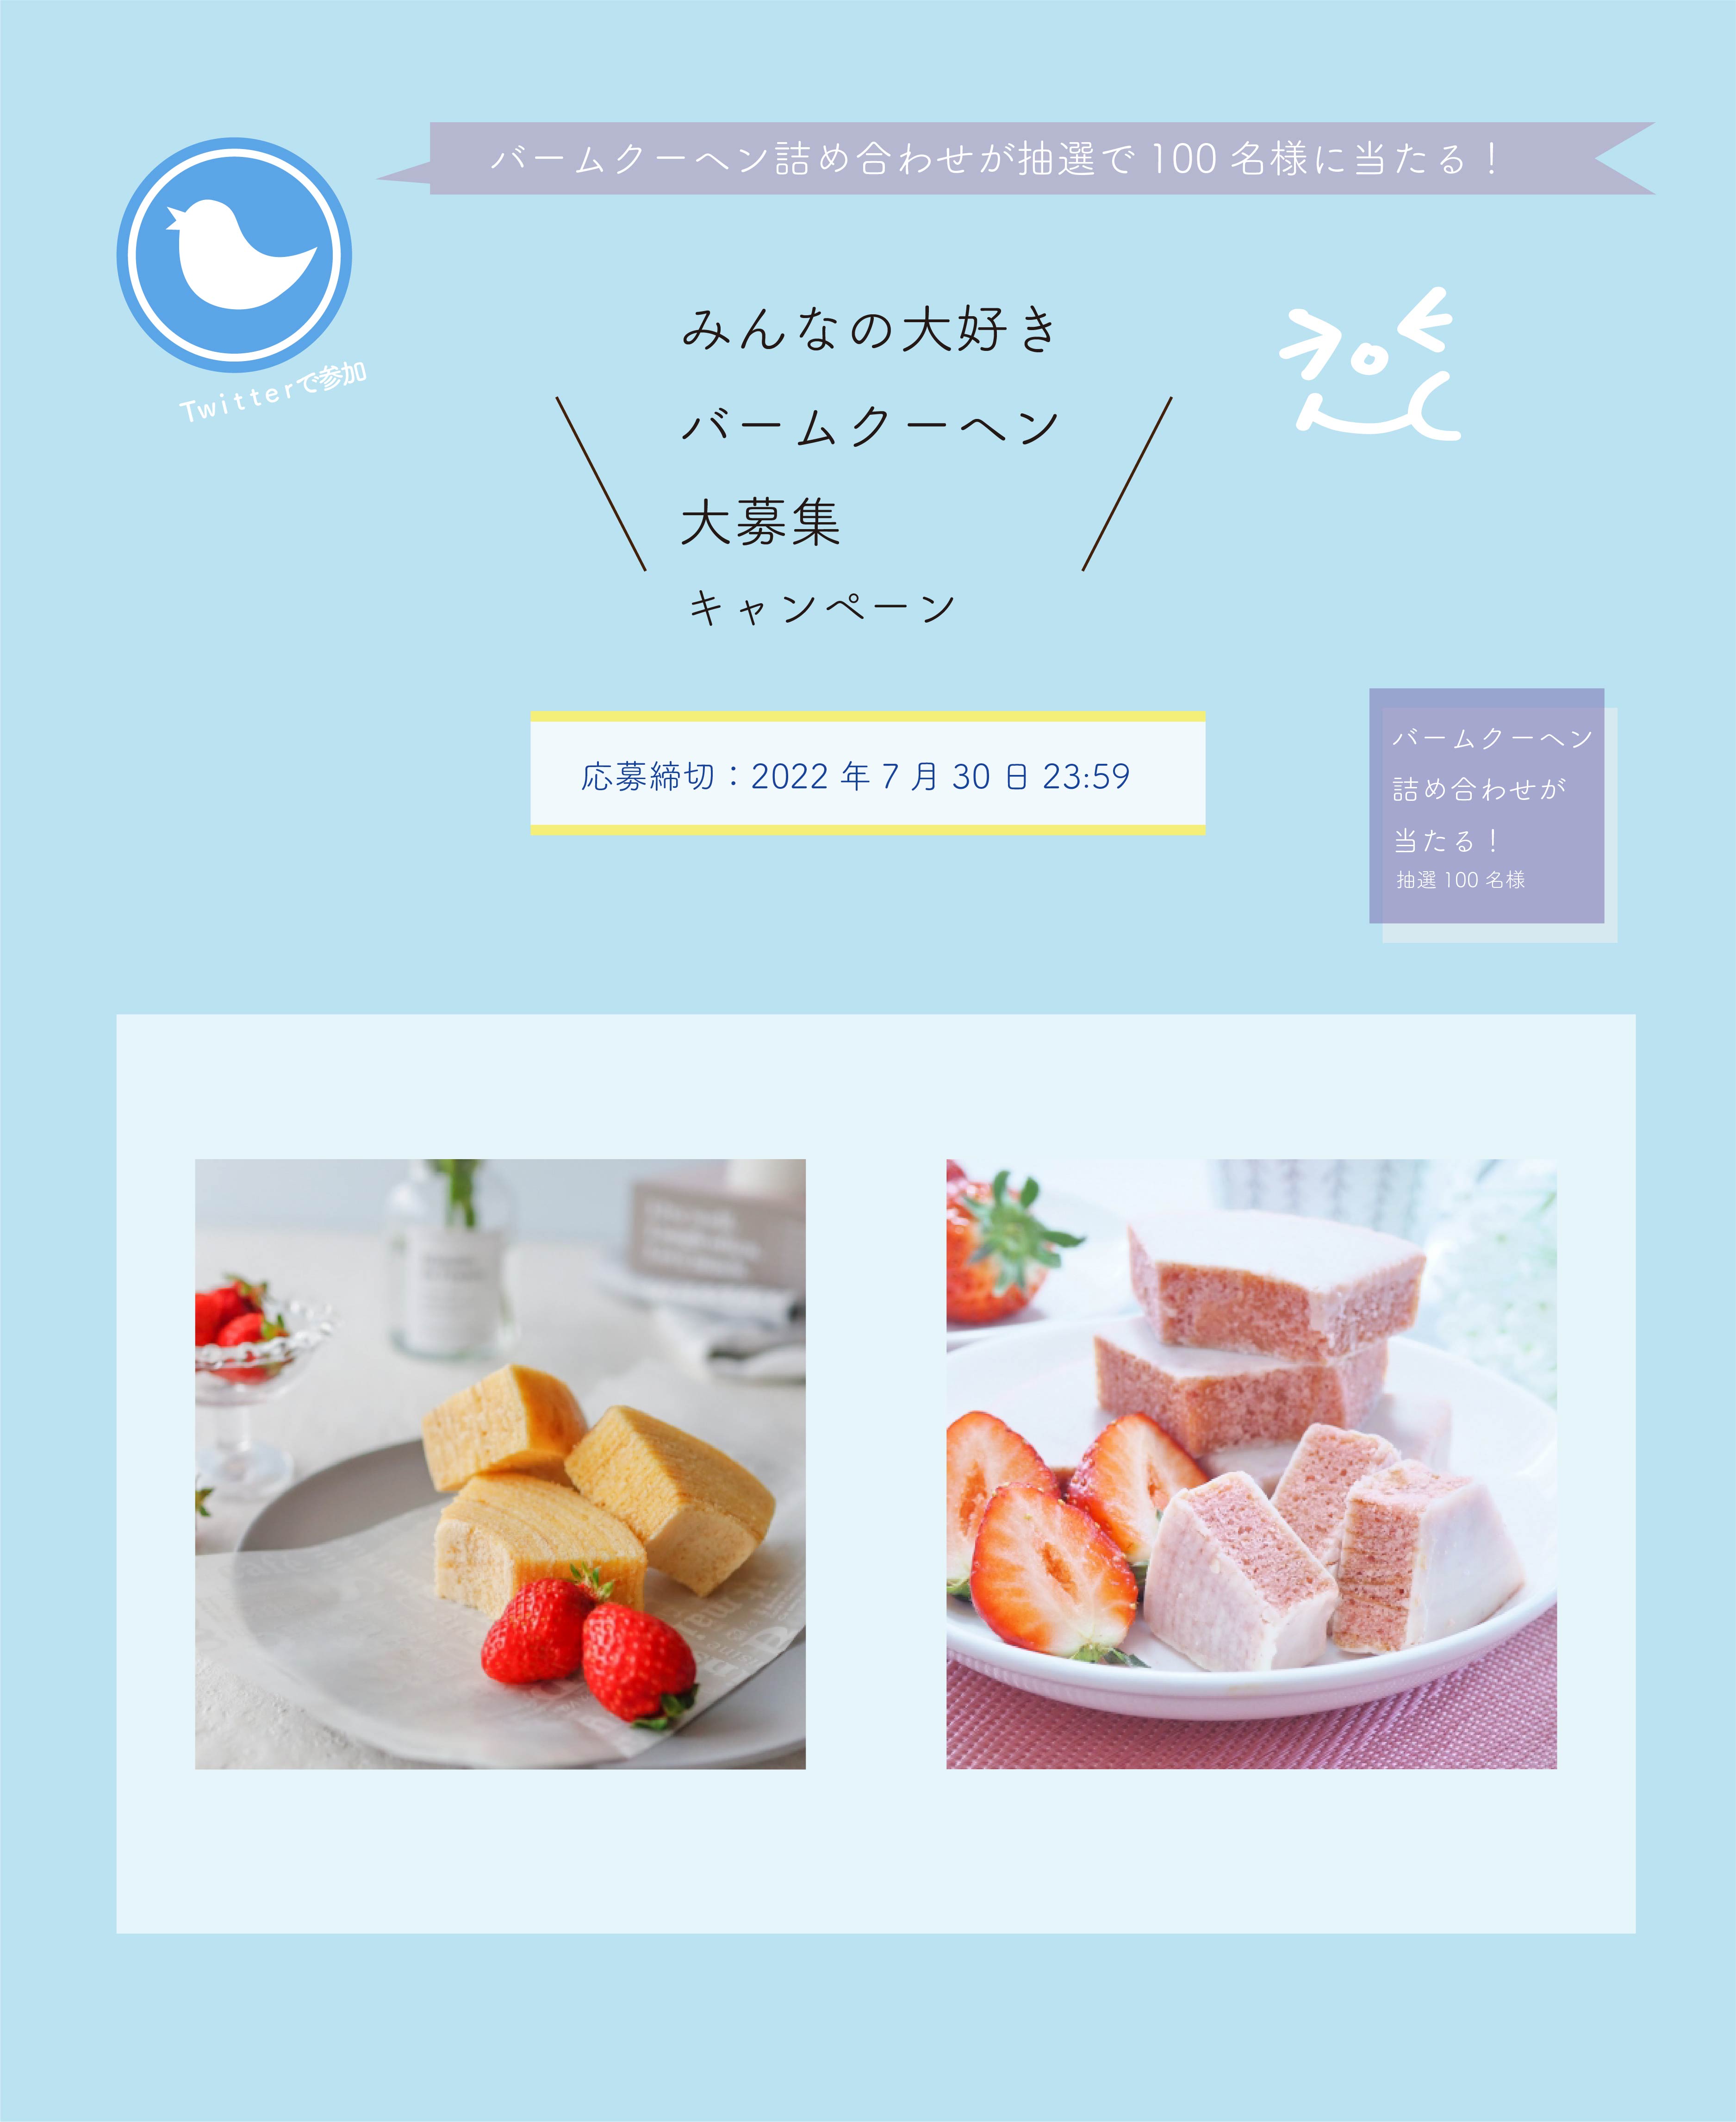 バームクーヘン詰め合わせが抽選で 100 名様に当たる！
Twitterで参加
みんなの大好き
バームクーヘン
大募集
キャンペーン
応募締切：2022 年 7 月 30 日 23:59
バームクーヘン
詰め合わせが
当たる！
抽選 100 名様